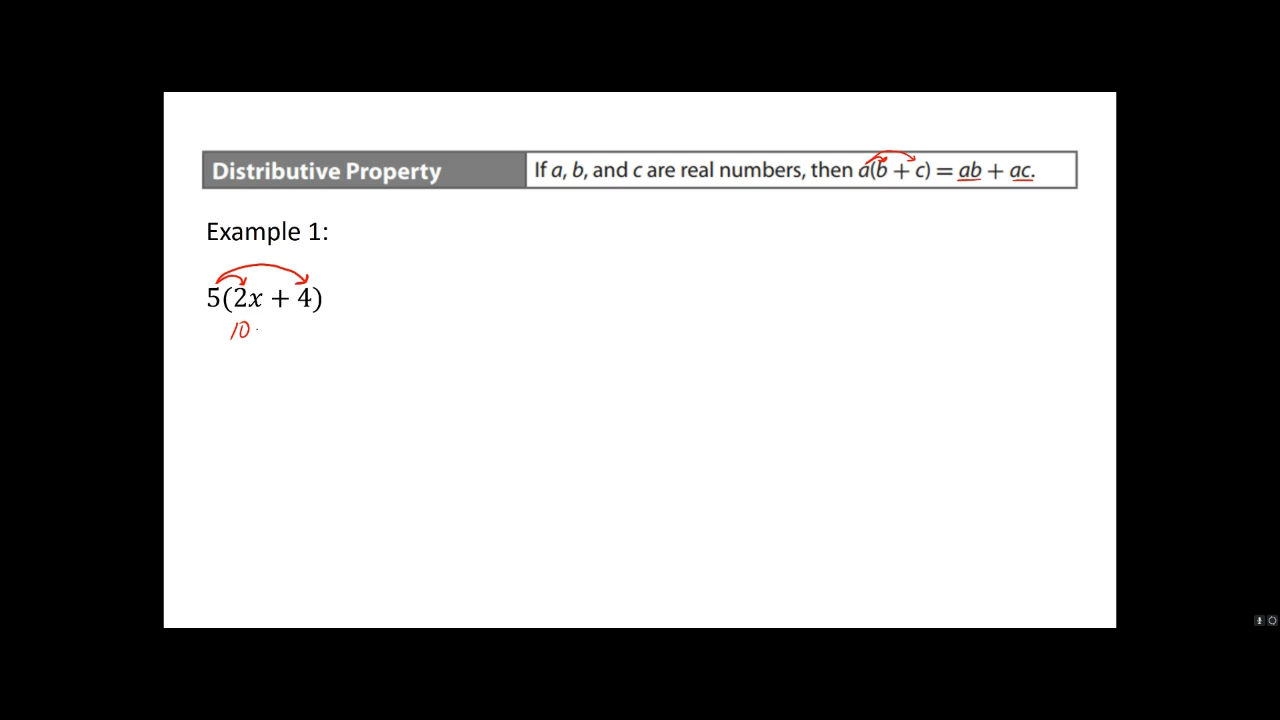 Distributive Property If a, b, and c are real numbers, then a(b + c) = ab + ac.
Example 1:
5(2x + 4)
10